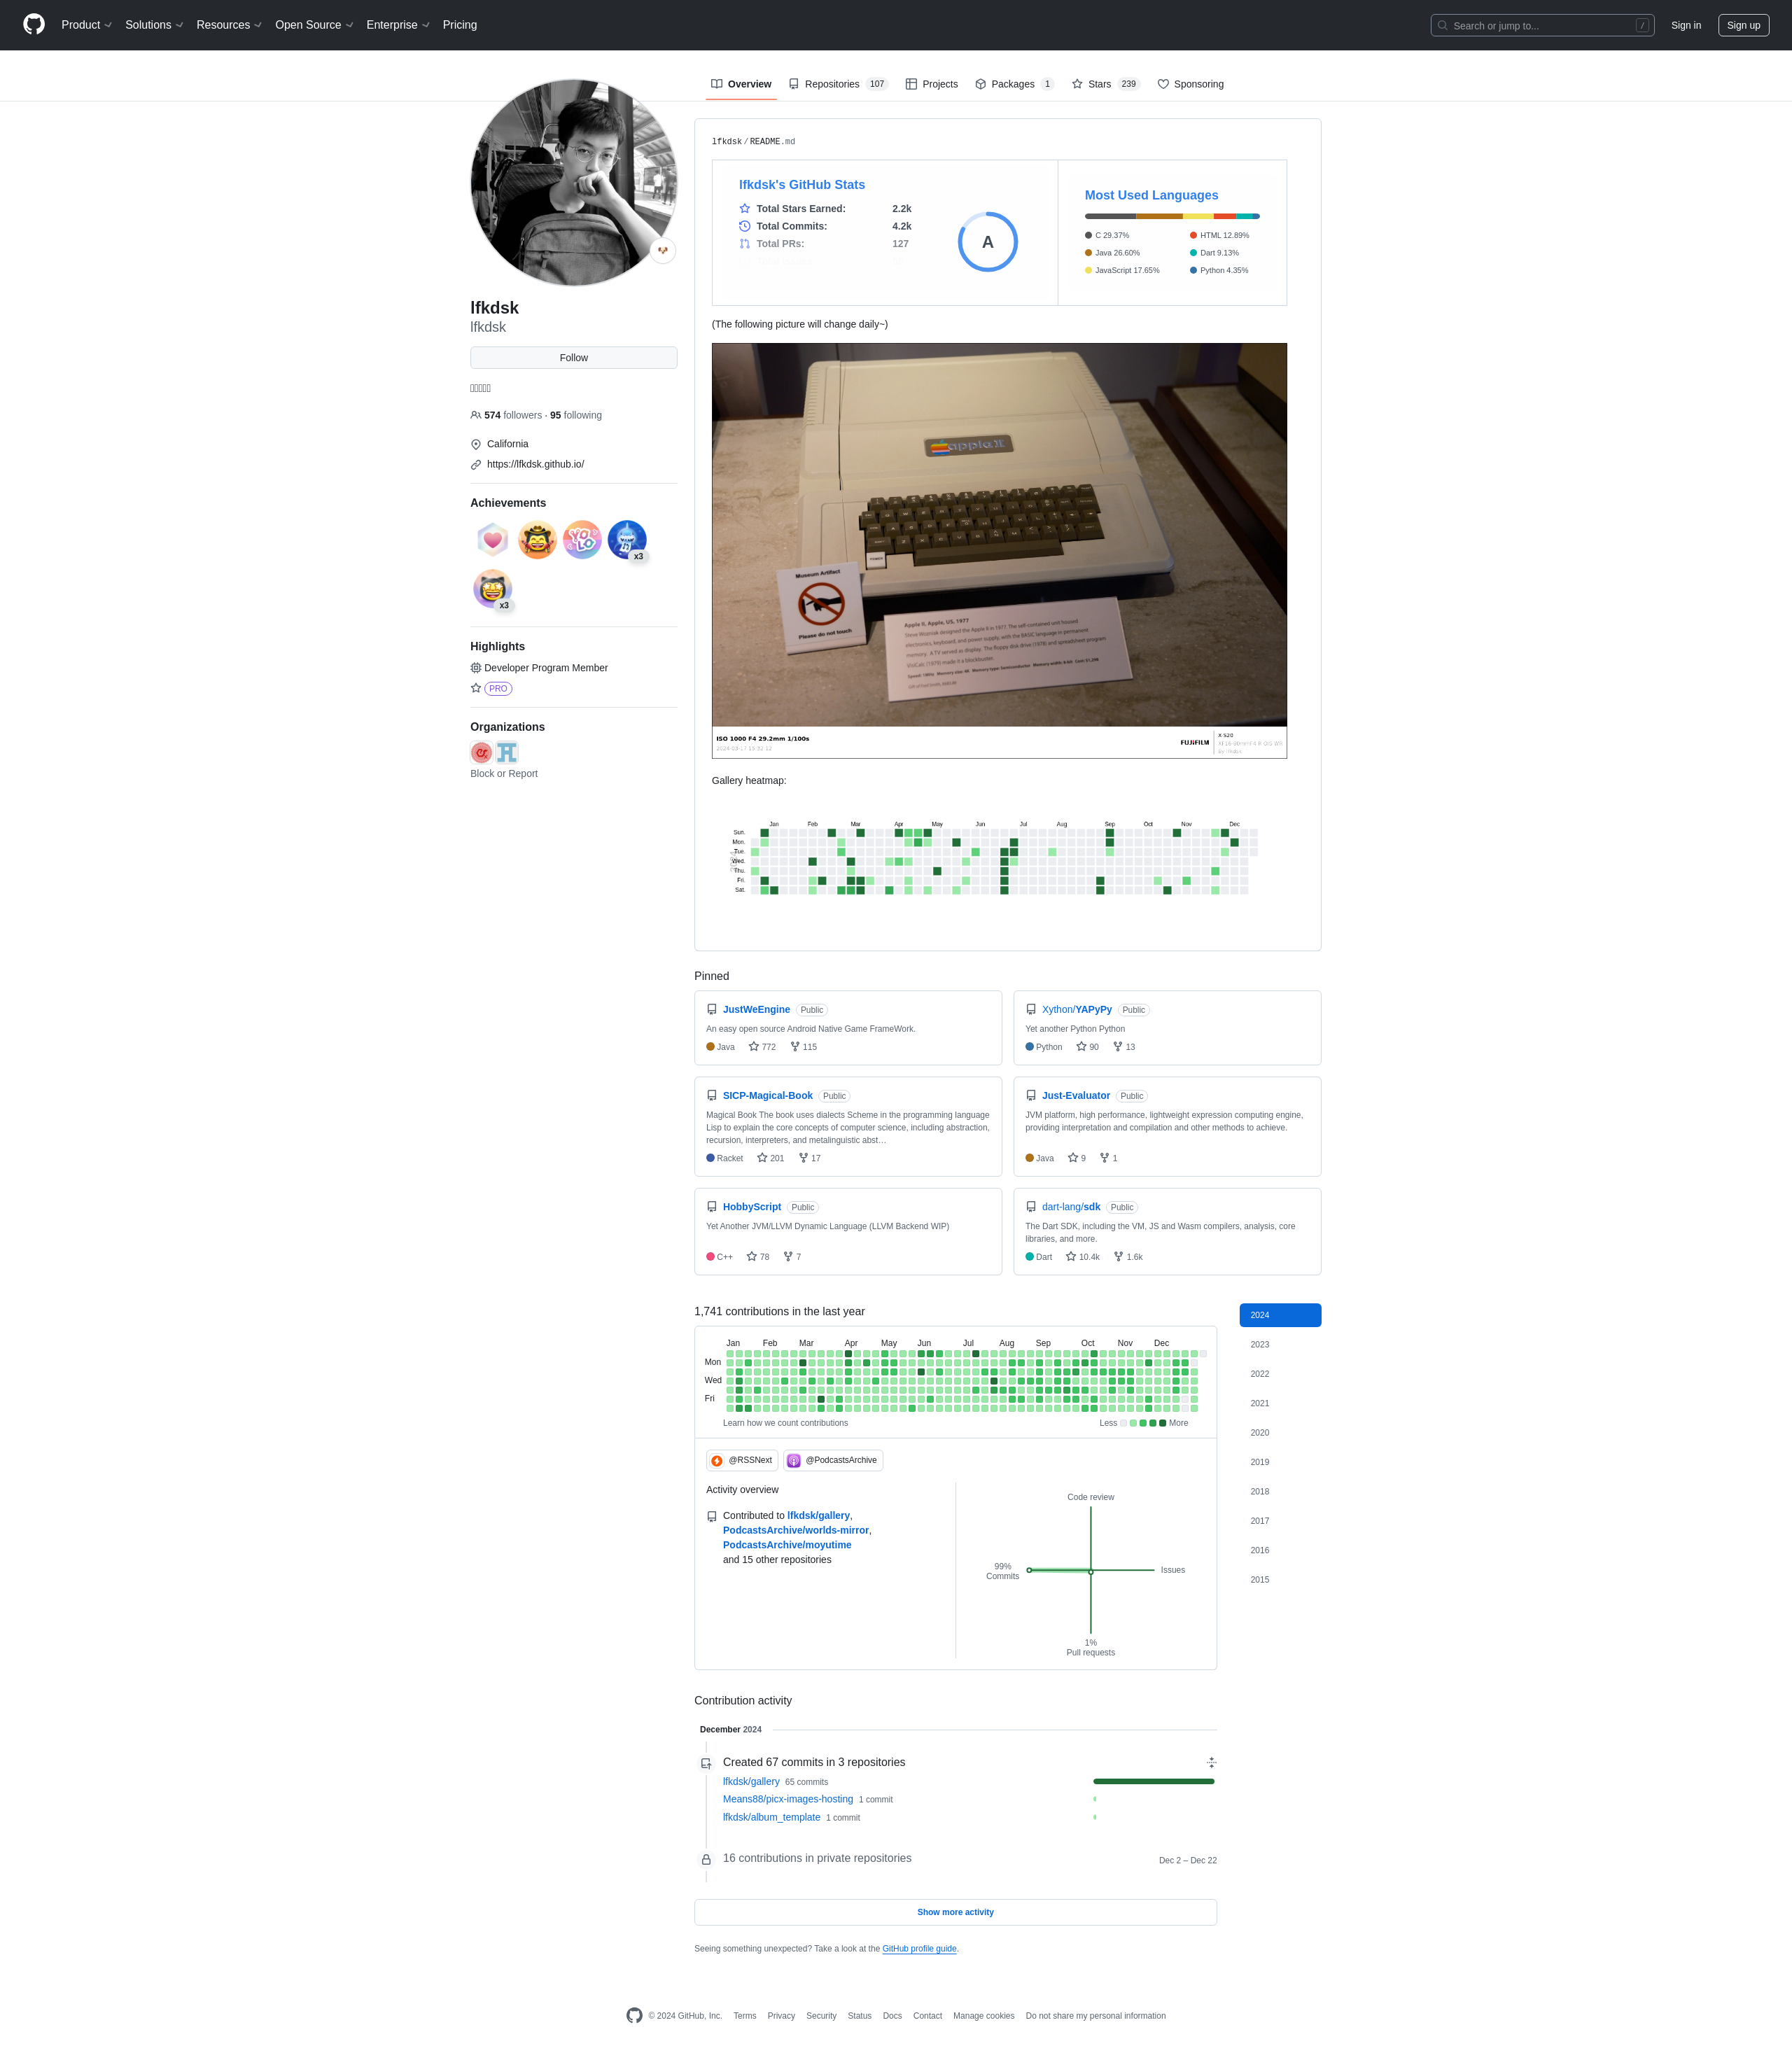 Product Solutions Resources Open Source Enterprise Pricing
Search or jump to... /
Sign in
Sign up
Overview
Repositories 107
Projects
Packages 1
Stars 239
Sponsoring
lfkdsk
lfkdsk
Follow
574 followers · 95 following
California
https://lfkdsk.github.io/
Achievements
YOLO
x3
x3
Highlights
Developer Program Member
PRO
Organizations
Block or Report
lfkdsk/README.md
lfkdsk's GitHub Stats
Total Stars Earned: 2.2k
Total Commits: 4.2k
Total PRs: 127
A
Most Used Languages
C 29.37%
HTML 12.89%
Java 26.60%
Dart 9.13%
JavaScript 17.65%
Python 4.35%
(The following picture will change daily~)
Museum Artifact
Please do not touch
Apple II, Apple, US, 1977
ISO 1000 F4 29.2mm 1/100s
FUJIFILM
X-S20
Gallery heatmap:
Jan Feb Mar Apr May Jun Jul Aug Sep Oct Nov Dec
Sun.
Mon.
Tue.
Wed.
Thu.
Fri.
Sat.
Pinned
JustWeEngine Public
An easy open source Android Native Game FrameWork.
Java 772 115
Xython/YAPyPy Public
Yet another Python Python
Python 90 13
SICP-Magical-Book Public
Magical Book The book uses dialects Scheme in the programming language
Lisp to explain the core concepts of computer science, including abstraction,
recursion, interpreters, and metalinguistic abst…
Racket 201 17
Just-Evaluator Public
JVM platform, high performance, lightweight expression computing engine,
providing interpretation and compilation and other methods to achieve.
Java 9 1
HobbyScript Public
Yet Another JVM/LLVM Dynamic Language (LLVM Backend WIP)
C++ 78 7
dart-lang/sdk Public
The Dart SDK, including the VM, JS and Wasm compilers, analysis, core
libraries, and more.
Dart 10.4k 1.6k
1,741 contributions in the last year
Jan Feb Mar Apr May Jun Jul Aug Sep Oct Nov Dec
Mon
Wed
Fri
Learn how we count contributions
Less More
@RSSNext
@PodcastsArchive
Activity overview
Contributed to lfkdsk/gallery,
PodcastsArchive/worlds-mirror,
PodcastsArchive/moyutime
and 15 other repositories
Code review
99%
Commits
Issues
1%
Pull requests
2024
2023
2022
2021
2020
2019
2018
2017
2016
2015
Contribution activity
December 2024
Created 67 commits in 3 repositories
lfkdsk/gallery 65 commits
Means88/picx-images-hosting 1 commit
lfkdsk/album_template 1 commit
16 contributions in private repositories
Dec 2 – Dec 22
Show more activity
Seeing something unexpected? Take a look at the GitHub profile guide.
© 2024 GitHub, Inc. Terms Privacy Security Status Docs Contact Manage cookies Do not share my personal information